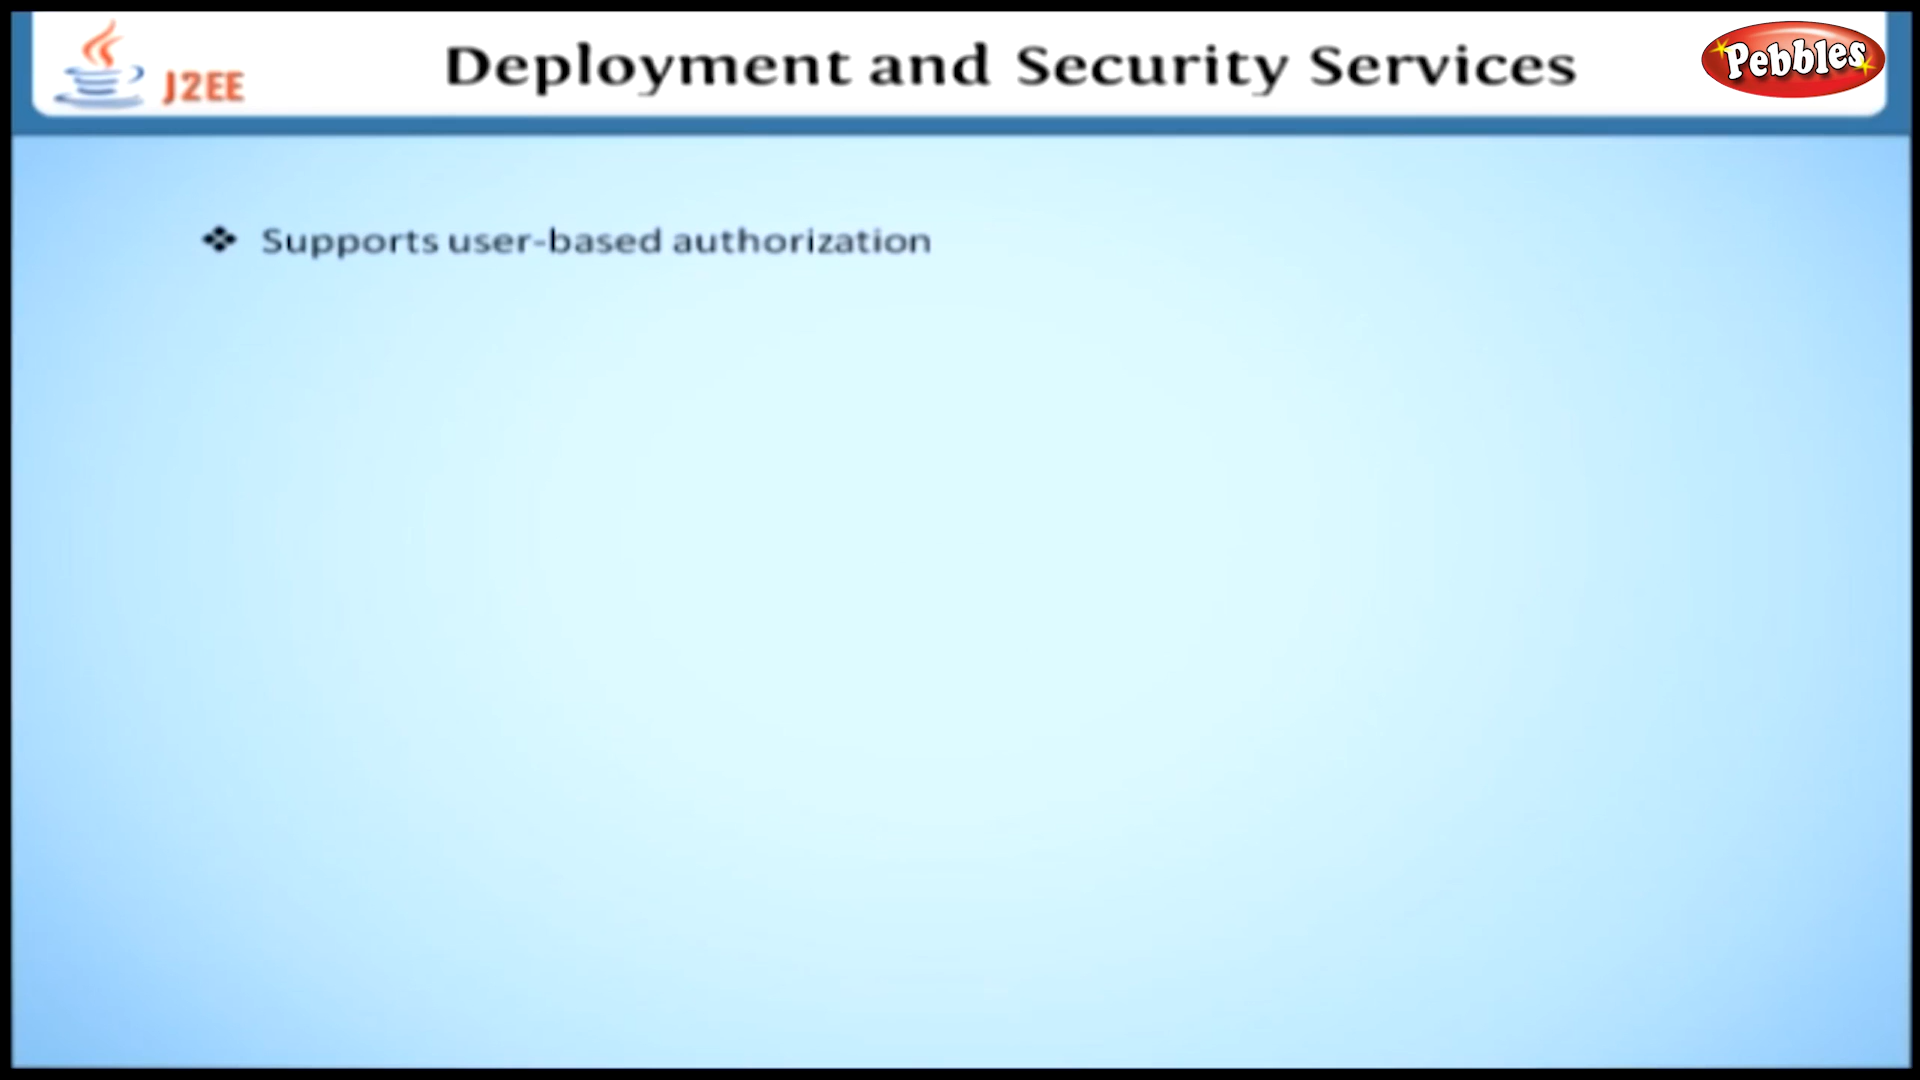 J2EE
Deployment and Security Services
Pebbles
❖ Supports user-based authorization